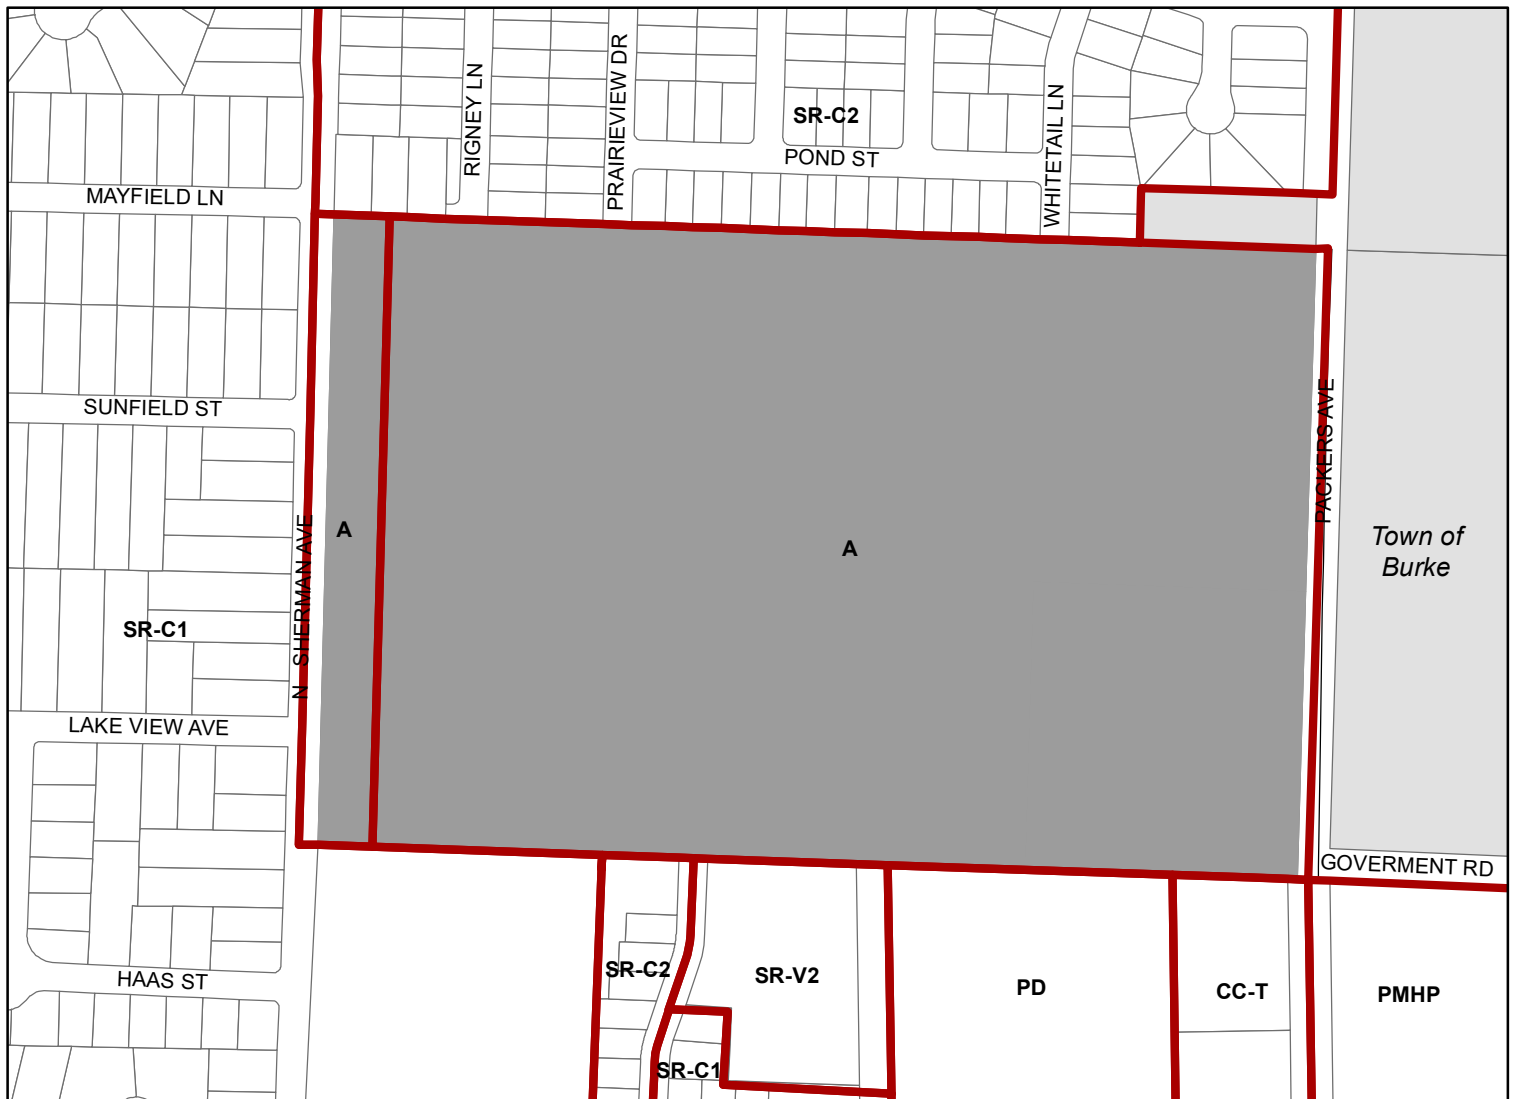 RIGNEY LN
PRAIRIEVIEW DR
SR-C2
POND ST
WHITETAIL LN
MAYFIELD LN
SUNFIELD ST
PACKERS AVE
A
A
Town of
Burke
N SHERMAN AVE
SR-C1
LAKE VIEW AVE
GOVERMENT RD
SR-C2
SR-V2
PD
CC-T
PMHP
HAAS ST
SR-C1